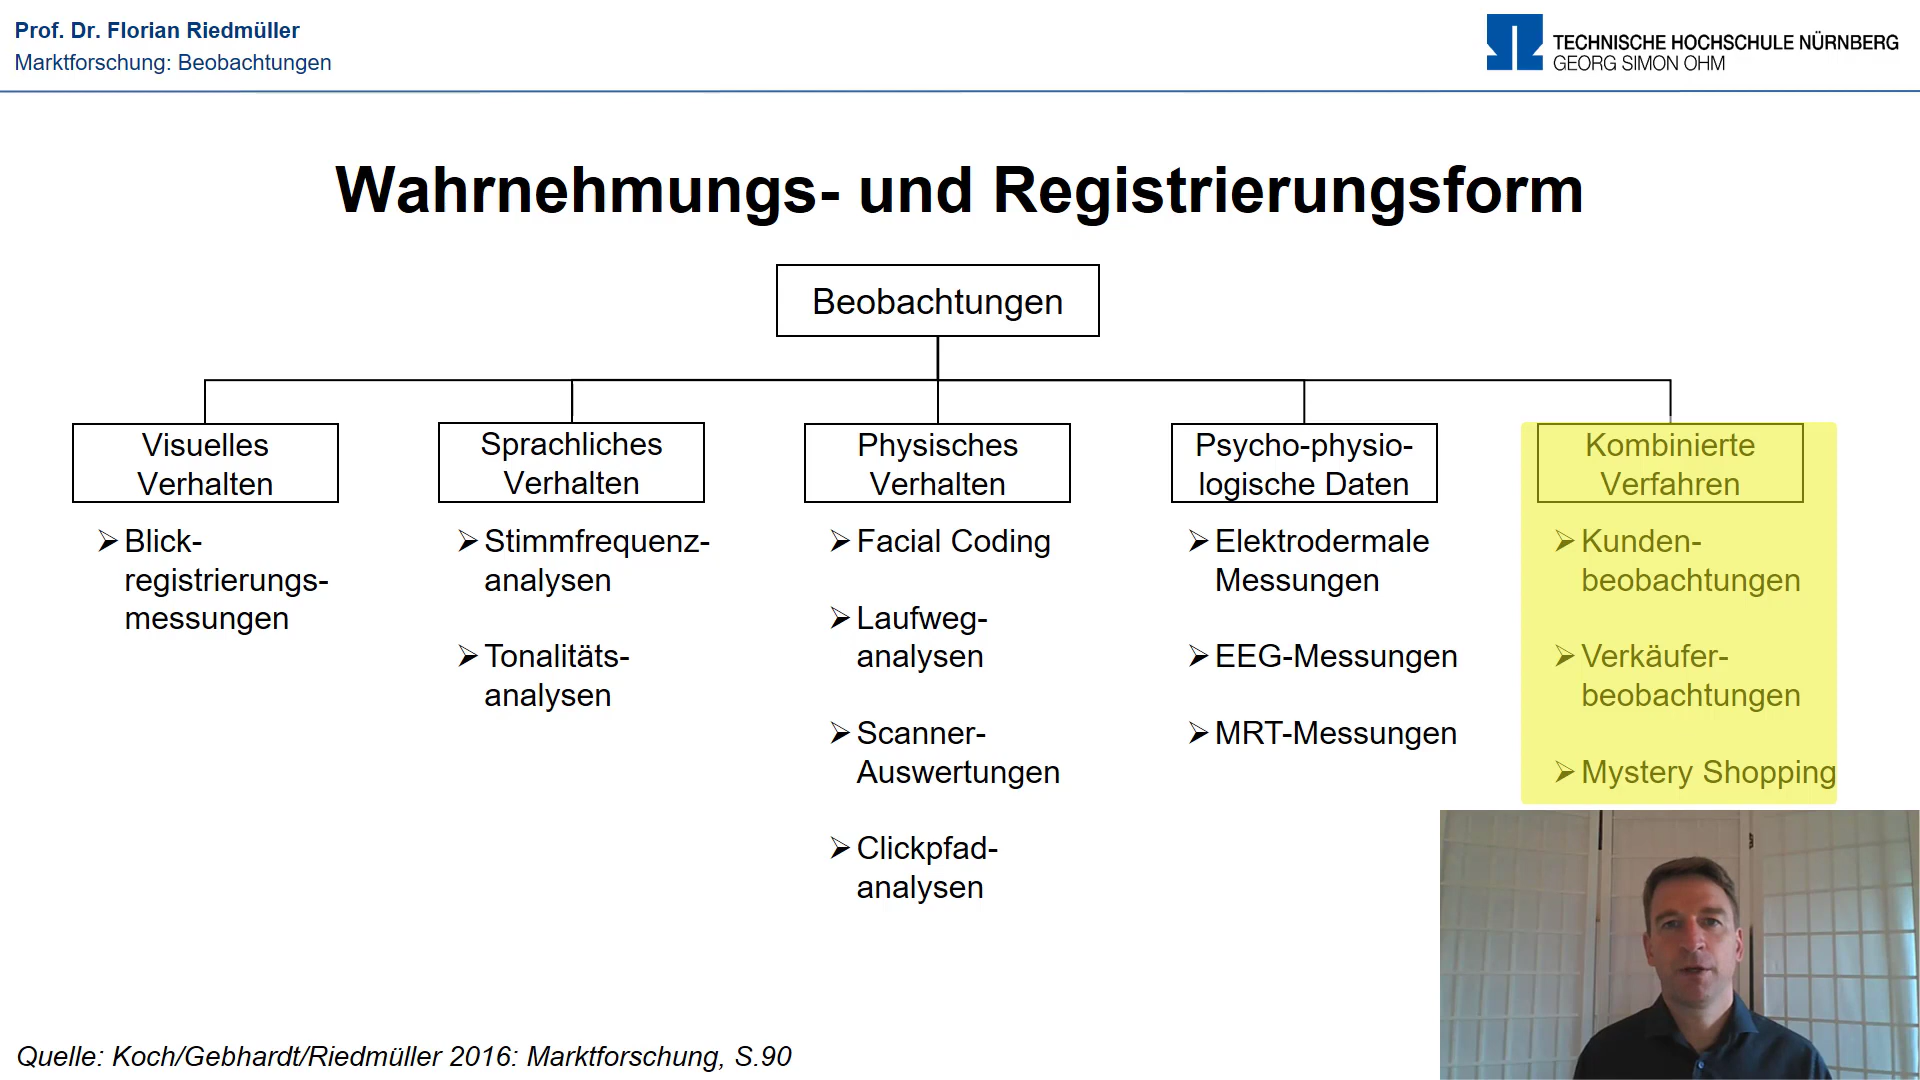 Prof. Dr. Florian Riedmüller
Marktforschung: Beobachtungen
TECHNISCHE HOCHSCHULE NÜRNBERG
GEORG SIMON OHM
Wahrnehmungs- und Registrierungsform
Beobachtungen
Visuelles
Verhalten
➢ Blick-
registrierungs-
messungen
Sprachliches
Verhalten
➢ Stimmfrequenz-
analysen
➢ Tonalitäts-
analysen
Physisches
Verhalten
➢ Facial Coding
➢ Laufweg-
analysen
➢ Scanner-
Auswertungen
➢ Clickpfad-
analysen
Psycho-physio-
logische Daten
➢ Elektrodermale
Messungen
➢ EEG-Messungen
➢ MRT-Messungen
Kombinierte
Verfahren
➢ Kunden-
beobachtungen
➢ Verkäufer-
beobachtungen
➢ Mystery Shopping
Quelle: Koch/Gebhardt/Riedmüller 2016: Marktforschung, S.90